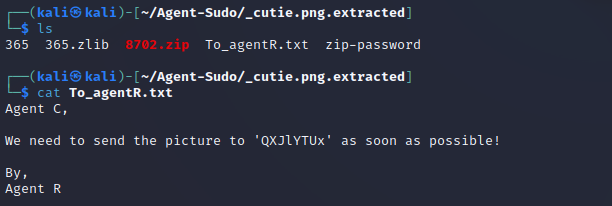 ┌──(kali㉿kali)-[~/Agent-Sudo/_cutie.png.extracted]
└─$ ls
365  365.zlib  8702.zip  To_agentR.txt  zip-password
┌──(kali㉿kali)-[~/Agent-Sudo/_cutie.png.extracted]
└─$ cat To_agentR.txt
Agent C,
We need to send the picture to 'QXJlYTUx' as soon as possible!
By,
Agent R